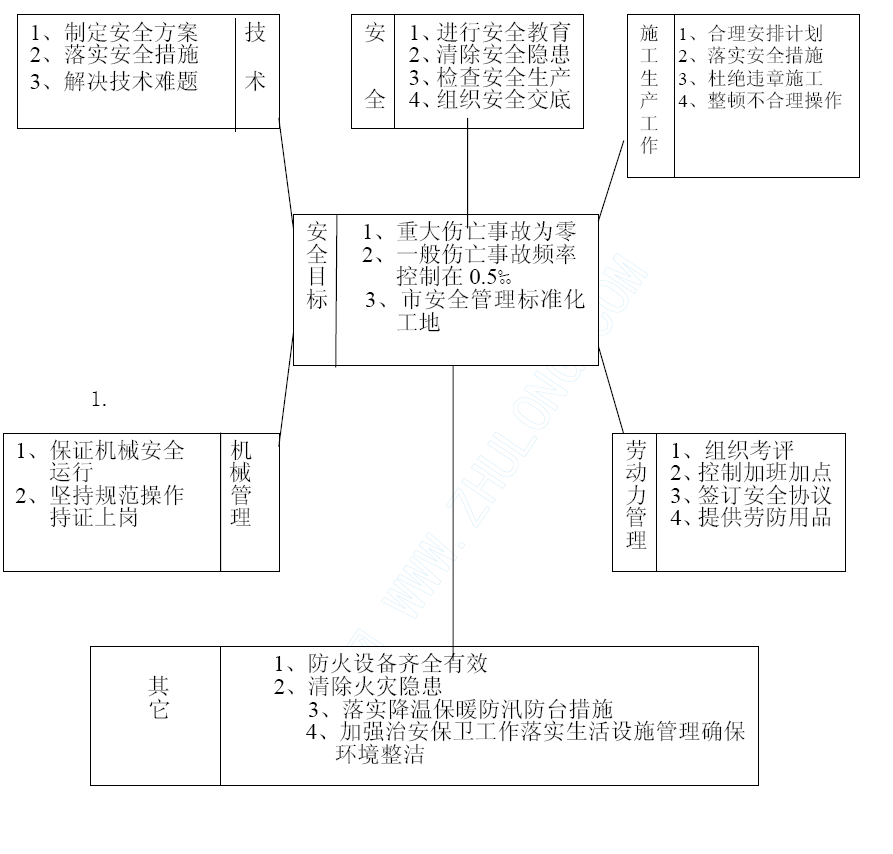 1、制定安全方案
2、落实安全措施
3、解决技术难题
技
术
安
全
1、进行安全教育
2、清除安全隐患
3、检查安全生产
4、组织安全交底
施
工
生
产
工
作
1、合理安排计划
2、落实安全措施
3、杜绝违章施工
4、整顿不合理操作
安
全
目
标
1、重大伤亡事故为零
2、一般伤亡事故频率
控制在 0.5‰
3、市安全管理标准化
工地
1.
1、保证机械安全
运行
2、坚持规范操作
持证上岗
机
械
管
理
劳
动
力
管
理
1、组织考评
2、控制加班加点
3、签订安全协议
4、提供劳防用品
其
它
1、防火设备齐全有效
2、清除火灾隐患
3、落实降温保暖防汛防台措施
4、加强治安保卫工作落实生活设施管理确保
环境整洁
WWW.ZHULONG.COM